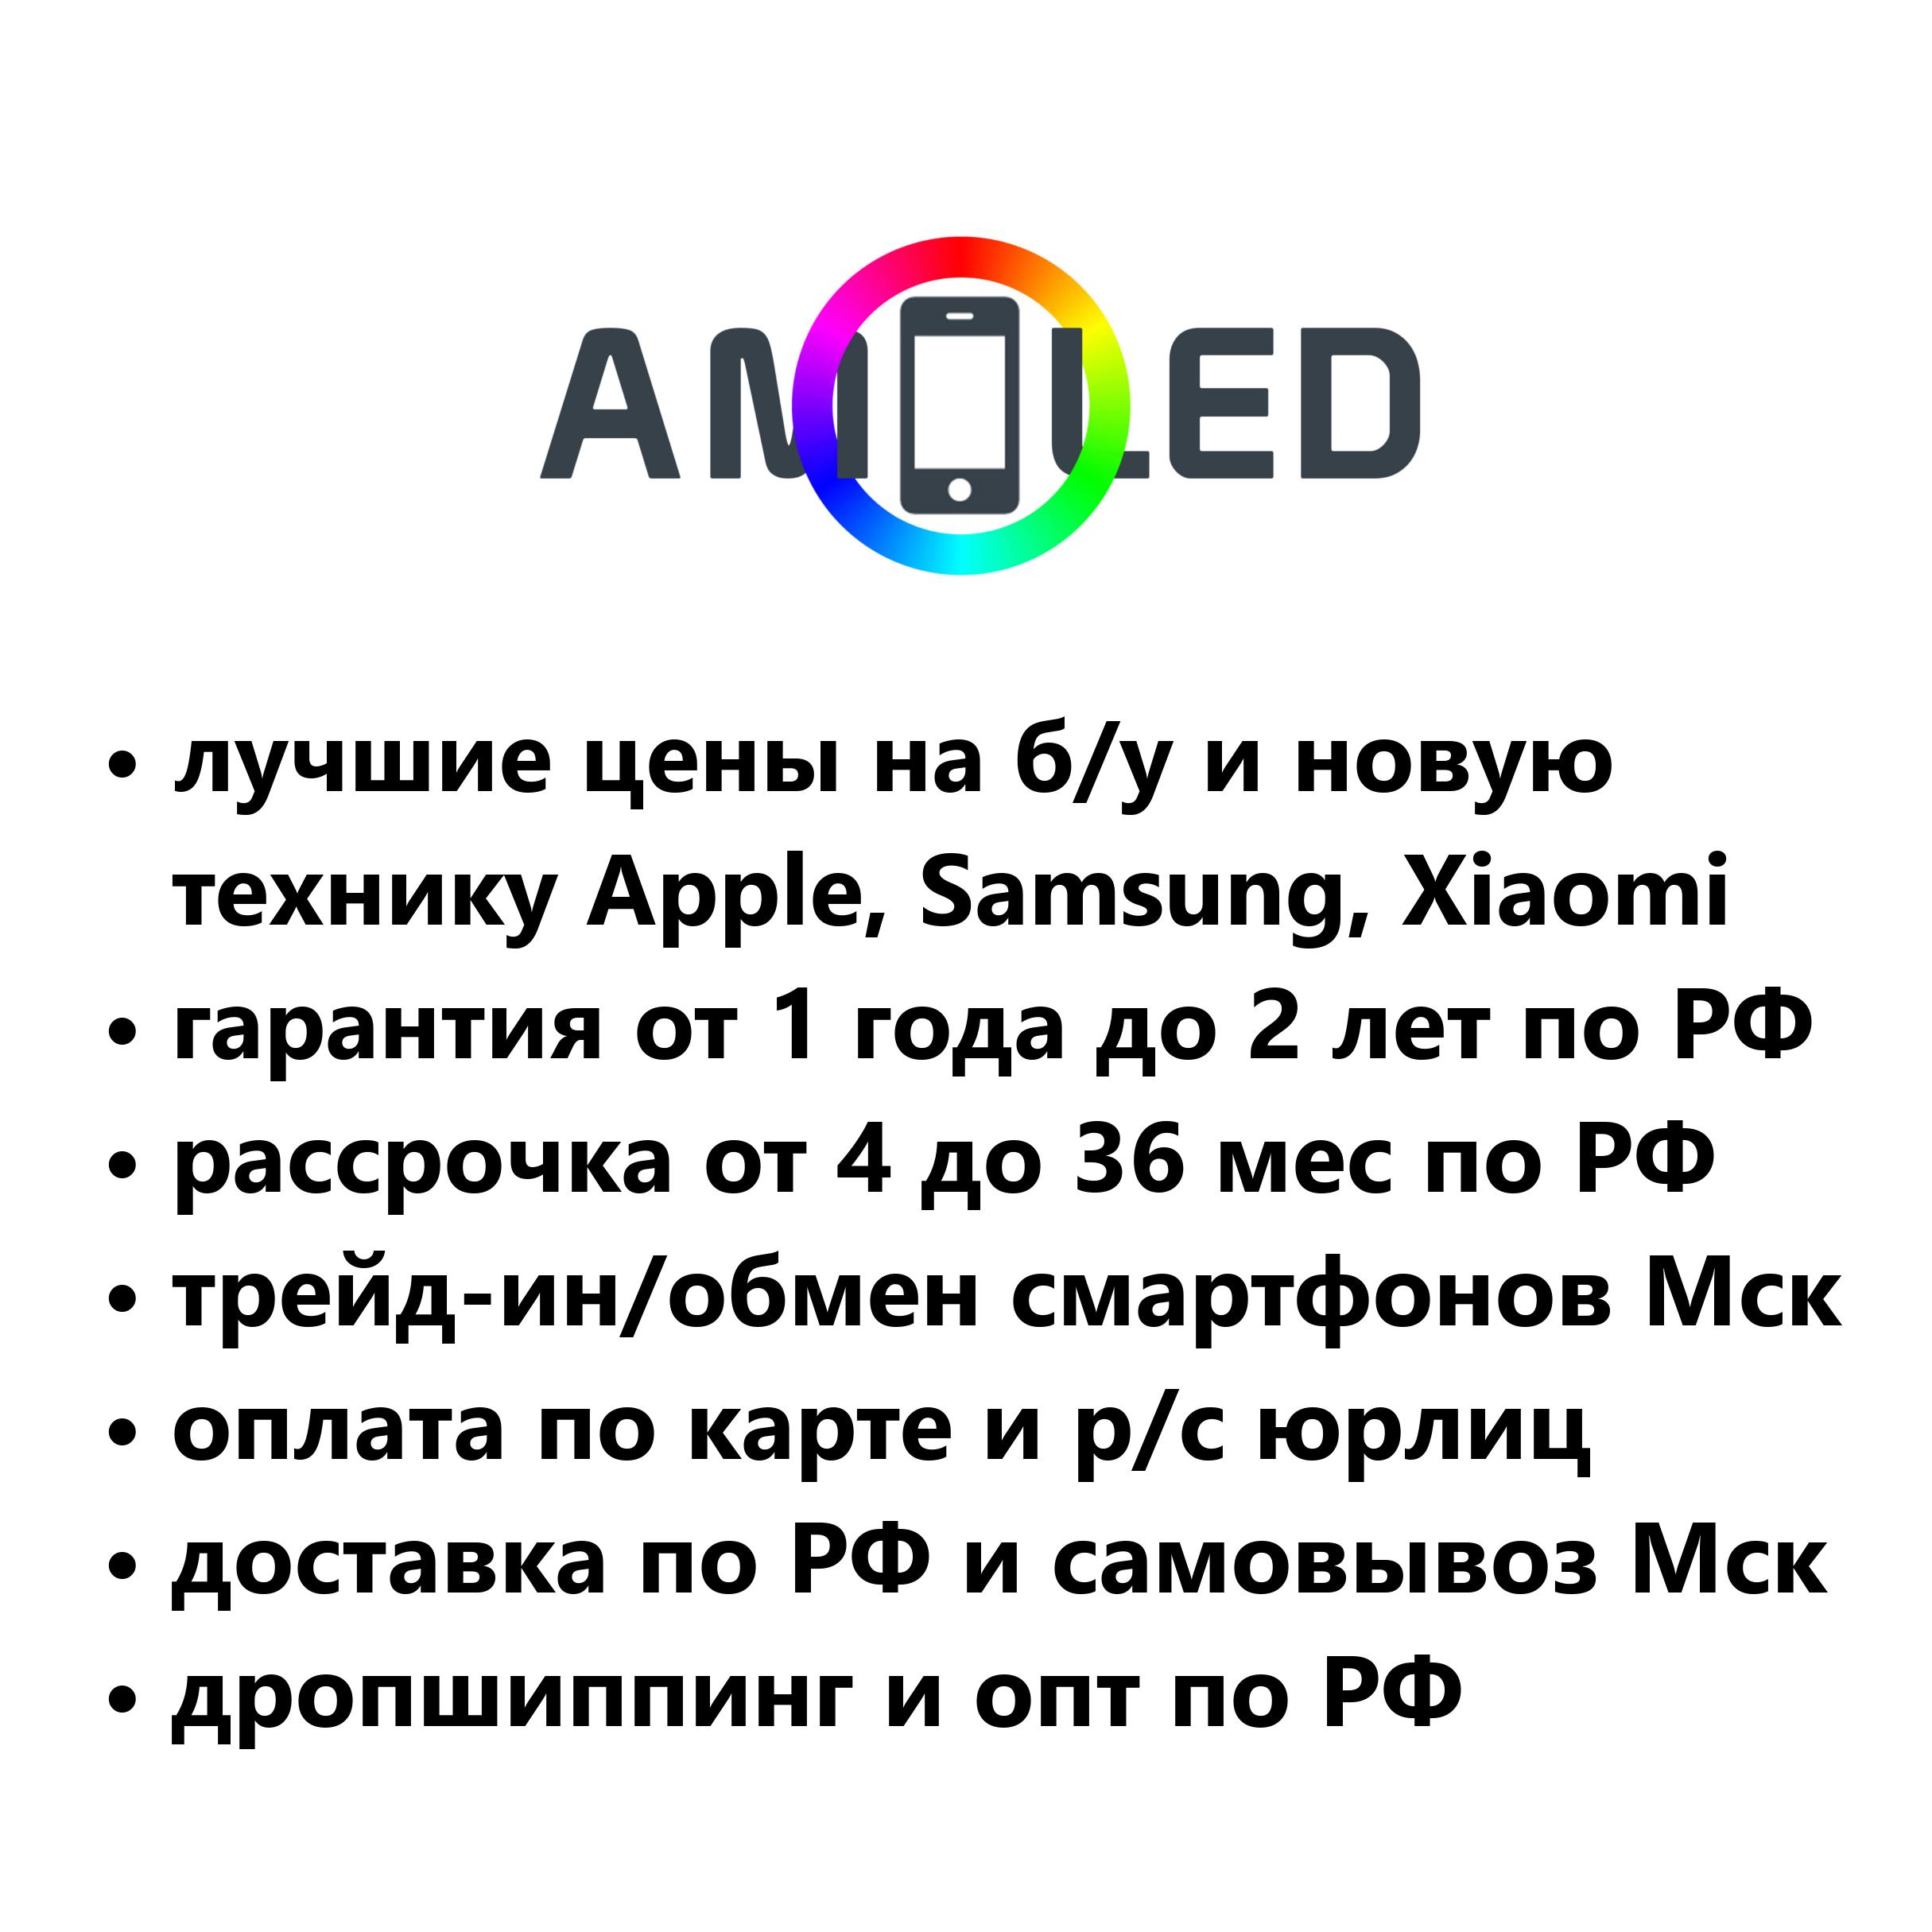 AMOLED
• лучшие цены на б/у и новую
технику Apple, Samsung, Xiaomi
• гарантия от 1 года до 2 лет по РФ
• рассрочка от 4 до 36 мес по РФ
• трейд-ин/обмен смартфонов Мск
• оплата по карте и р/с юрлиц
• доставка по РФ и самовывоз Мск
• дропшиппинг и опт по РФ